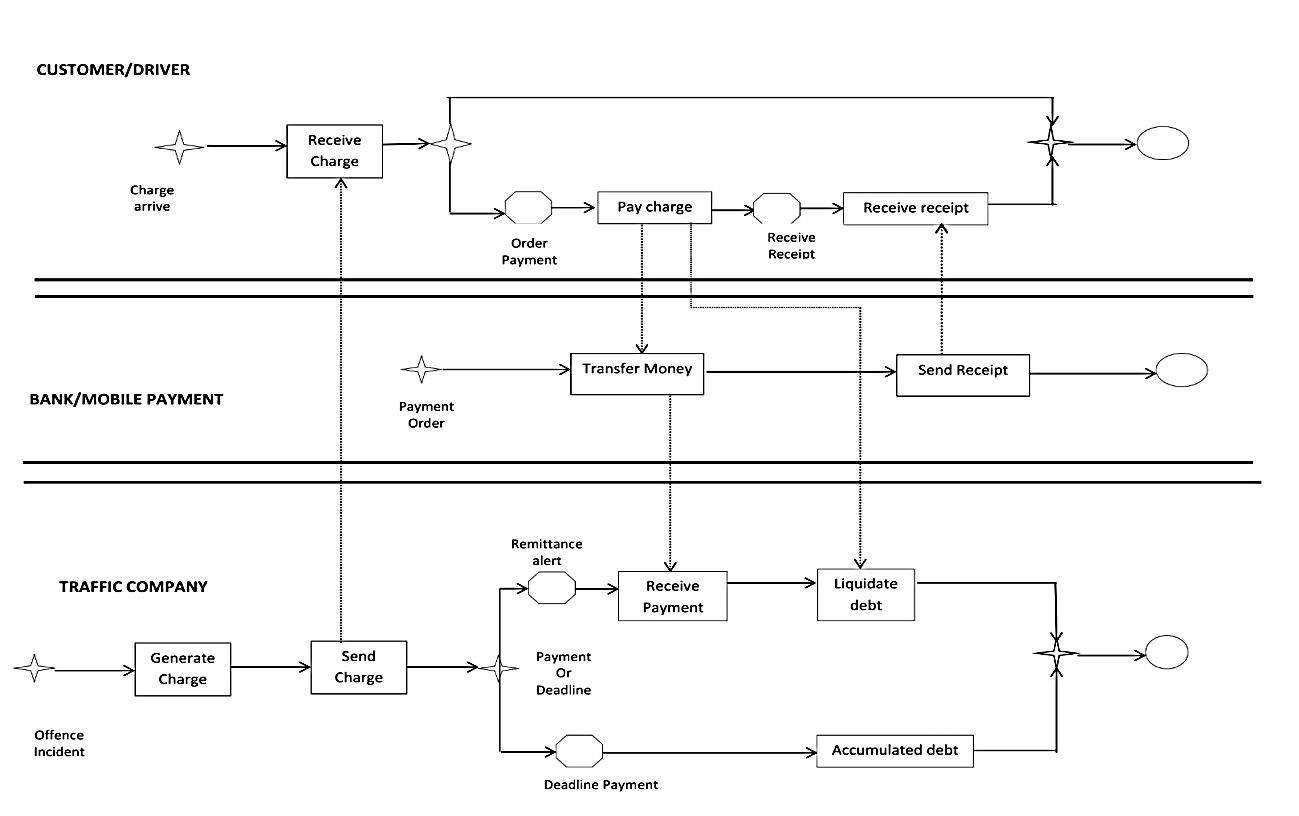 CUSTOMER/DRIVER
Receive
Charge
Charge
arrive
Pay charge
Receive receipt
Order
Payment
Receive
Receipt
Transfer Money
Send Receipt
BANK/MOBILE PAYMENT
Payment
Order
Remittance
alert
TRAFFIC COMPANY
Receive
Payment
Liquidate
debt
Generate
Charge
Send
Charge
Payment
Or
Deadline
Offence
Incident
Accumulated debt
Deadline Payment